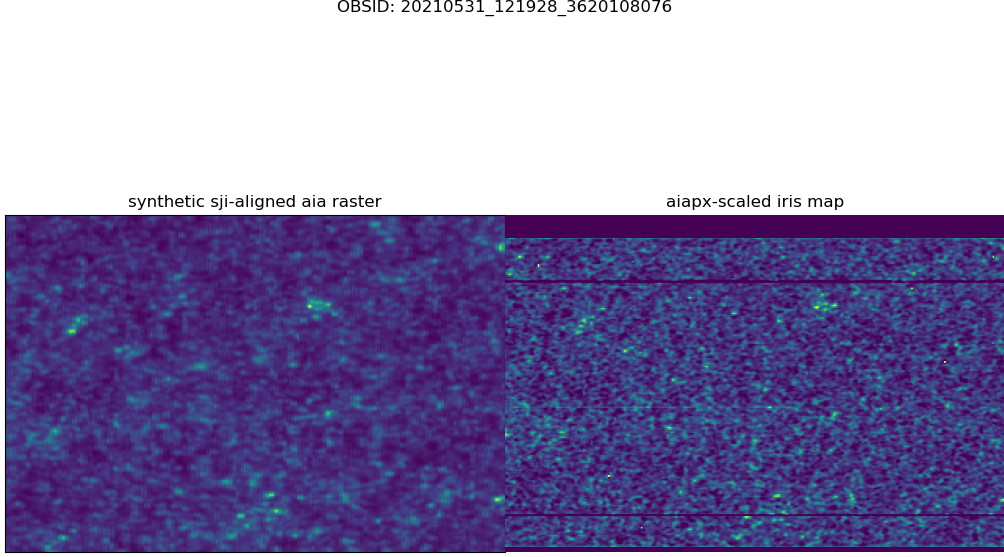 OBSID: 20210531_121928_3620108076
synthetic sji-aligned aia raster
aiapx-scaled iris map